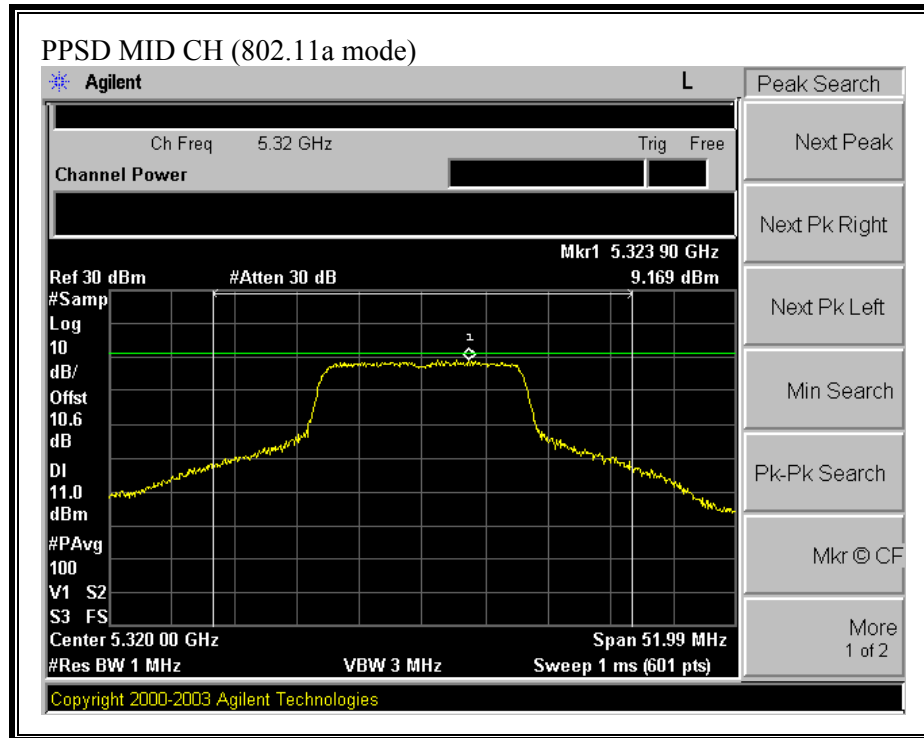 PPSD MID CH (802.11a mode)
Agilent L Peak Search
Ch Freq 5.32 GHz Trig Free
Channel Power
Next Peak
Next Pk Right
Mkr1 5.323 90 GHz
Ref 30 dBm #Atten 30 dB 9.169 dBm
#Samp
Log
10
dB/
Offst
10.6
dB
DI
11.0
dBm
#PAvg
100
V1 S2
S3 FS
1
Next Pk Left
Min Search
Pk-Pk Search
Mkr © CF
More
1 of 2
Center 5.320 00 GHz Span 51.99 MHz
#Res BW 1 MHz VBW 3 MHz Sweep 1 ms (601 pts)
Copyright 2000-2003 Agilent Technologies